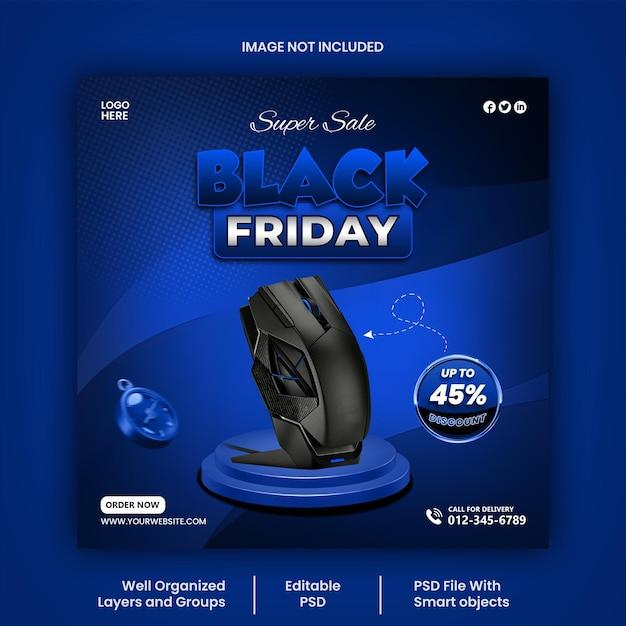 IMAGE NOT INCLUDED
LOGO
HERE
Super Sale
BLACK
FRIDAY
UP TO
45%
DISCOUNT
ORDER NOW
WWW.YOURWEBSITE.COM
CALL FOR DELIVERY
012-345-6789
Well Organized
Layers and Groups
Editable
PSD
PSD File With
Smart objects